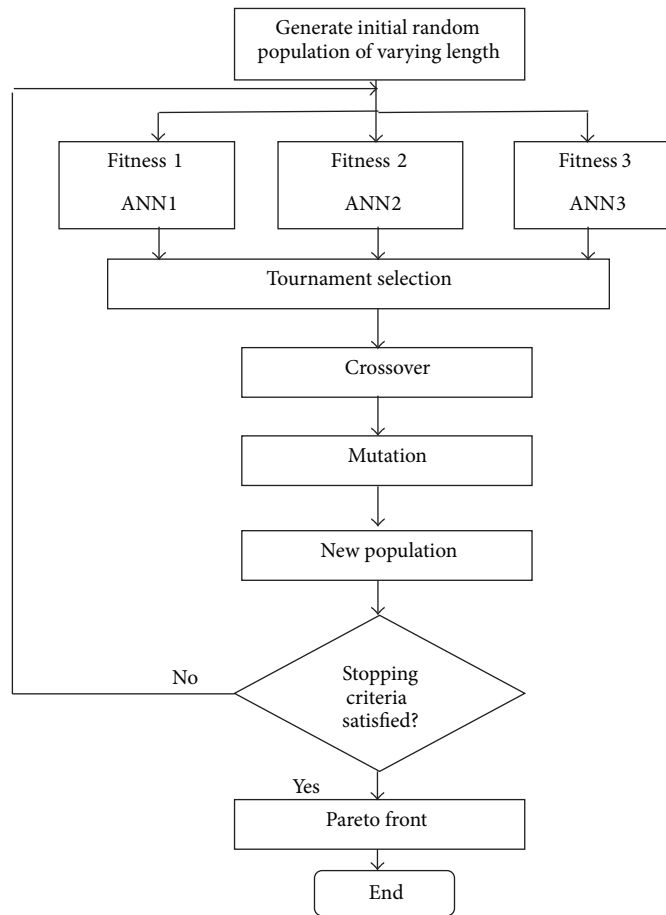 Generate initial random
population of varying length
Fitness 1
ANN1
Fitness 2
ANN2
Fitness 3
ANN3
Tournament selection
Crossover
Mutation
New population
Stopping
criteria
satisfied?
No
Yes
Pareto front
End